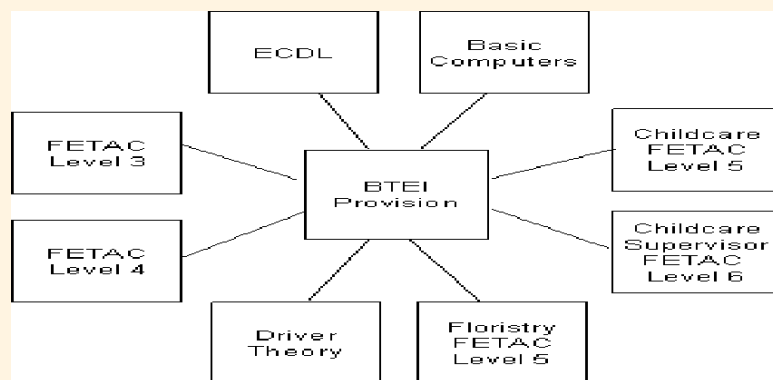 ECDL
Basic
Computers
FETAC
Level 3
Childcare
FETAC
Level 5
BTEI
Provision
FETAC
Level 4
Childcare
Supervisor
FETAC
Level 6
Driver
Theory
Floristry
FETAC
Level 5